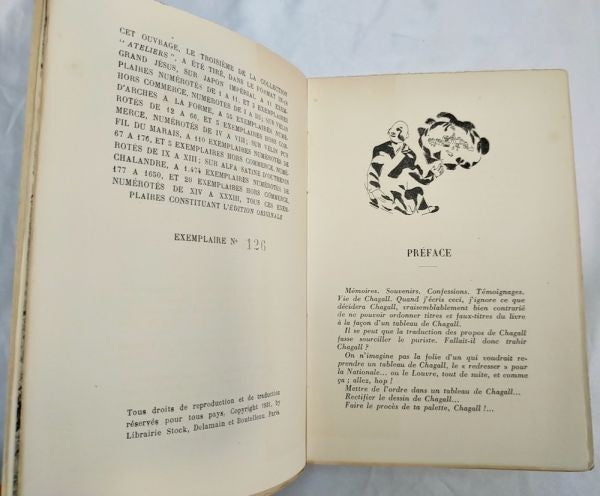 CET OUVRAGE, LE TROISIÈME DE LA COLLECTION
"ATELIERS", A ÉTÉ TIRÉ, DANS LE FORMAT IN-18
GRAND JÉSUS, SUR JAPON IMPÉRIAL A 11 EXEM-
PLAIRES NUMÉROTÉS DE 1 A 11, ET 3 EXEMPLAIRES
HORS COMMERCE, NUMÉROTÉS DE I A III; SUR VELIN
D'ARCHES A LA FORME, A 55 EXEMPLAIRES NUMÉ-
ROTÉS DE 12 A 66, ET 5 EXEMPLAIRES HORS COM-
MERCE, NUMÉROTÉS DE IV A VIII; SUR VELIN PUR
FIL DU MARAIS, A 110 EXEMPLAIRES NUMÉROTÉS DE
67 A 176, ET 5 EXEMPLAIRES HORS COMMERCE, NUMÉ-
ROTÉS DE IX A XIII; SUR ALFA SATINÉ D'OUTHENIN
CHALANDRE, A 1.474 EXEMPLAIRES NUMÉROTÉS DE
177 A 1650, ET 20 EXEMPLAIRES HORS COMMERCE,
NUMÉROTÉS DE XIV A XXXIII, TOUS CES EXEM-
PLAIRES CONSTITUANT L'ÉDITION ORIGINALE
EXEMPLAIRE N° 126
Tous droits de reproduction et de traduction
réservés pour tous pays, Copyright 1931, by
Librairie Stock, Delamain et Boutelleau, Paris.
PRÉFACE
Mémoires. Souvenirs. Confessions. Témoignages.
Vie de Chagall. Quand j'écris ceci, j'ignore ce que
décidera Chagall, vraisemblablement bien contrarié
de ne pouvoir ordonner titres et faux-titres du livre
à la façon d'un tableau de Chagall.
Il se peut que la traduction des propos de Chagall
fasse sourciller le puriste. Fallait-il donc trahir
Chagall ?
On n'imagine pas la folie d'un qui voudrait re-
prendre un tableau de Chagall, le « redresser » pour
la Nationale... ou le Louvre, tout de suite, et comme
ça ; allez, hop !
Mettre de l'ordre dans un tableau de Chagall...
Rectifier le dessin de Chagall...
Faire le procès de ta palette, Chagall !...